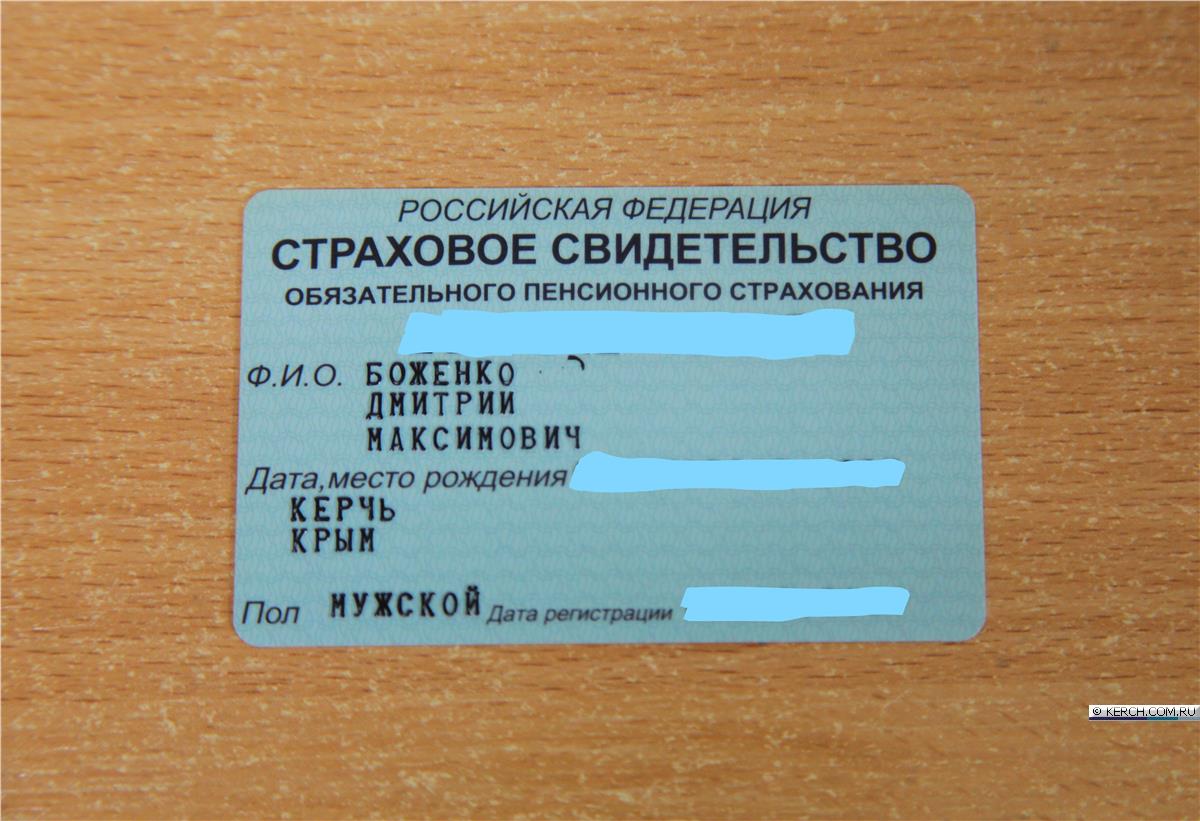 РОССИЙСКАЯ ФЕДЕРАЦИЯ
СТРАХОВОЕ СВИДЕТЕЛЬСТВО
ОБЯЗАТЕЛЬНОГО ПЕНСИОННОГО СТРАХОВАНИЯ
Ф.И.О. БОЖЕНКО
ДМИТРИИ
МАКСИМОВИЧ
Дата,место рождения
КЕРЧЬ
КРЫМ
Пол МУЖСКОЙ Дата регистрации
© KERCH.COM.RU